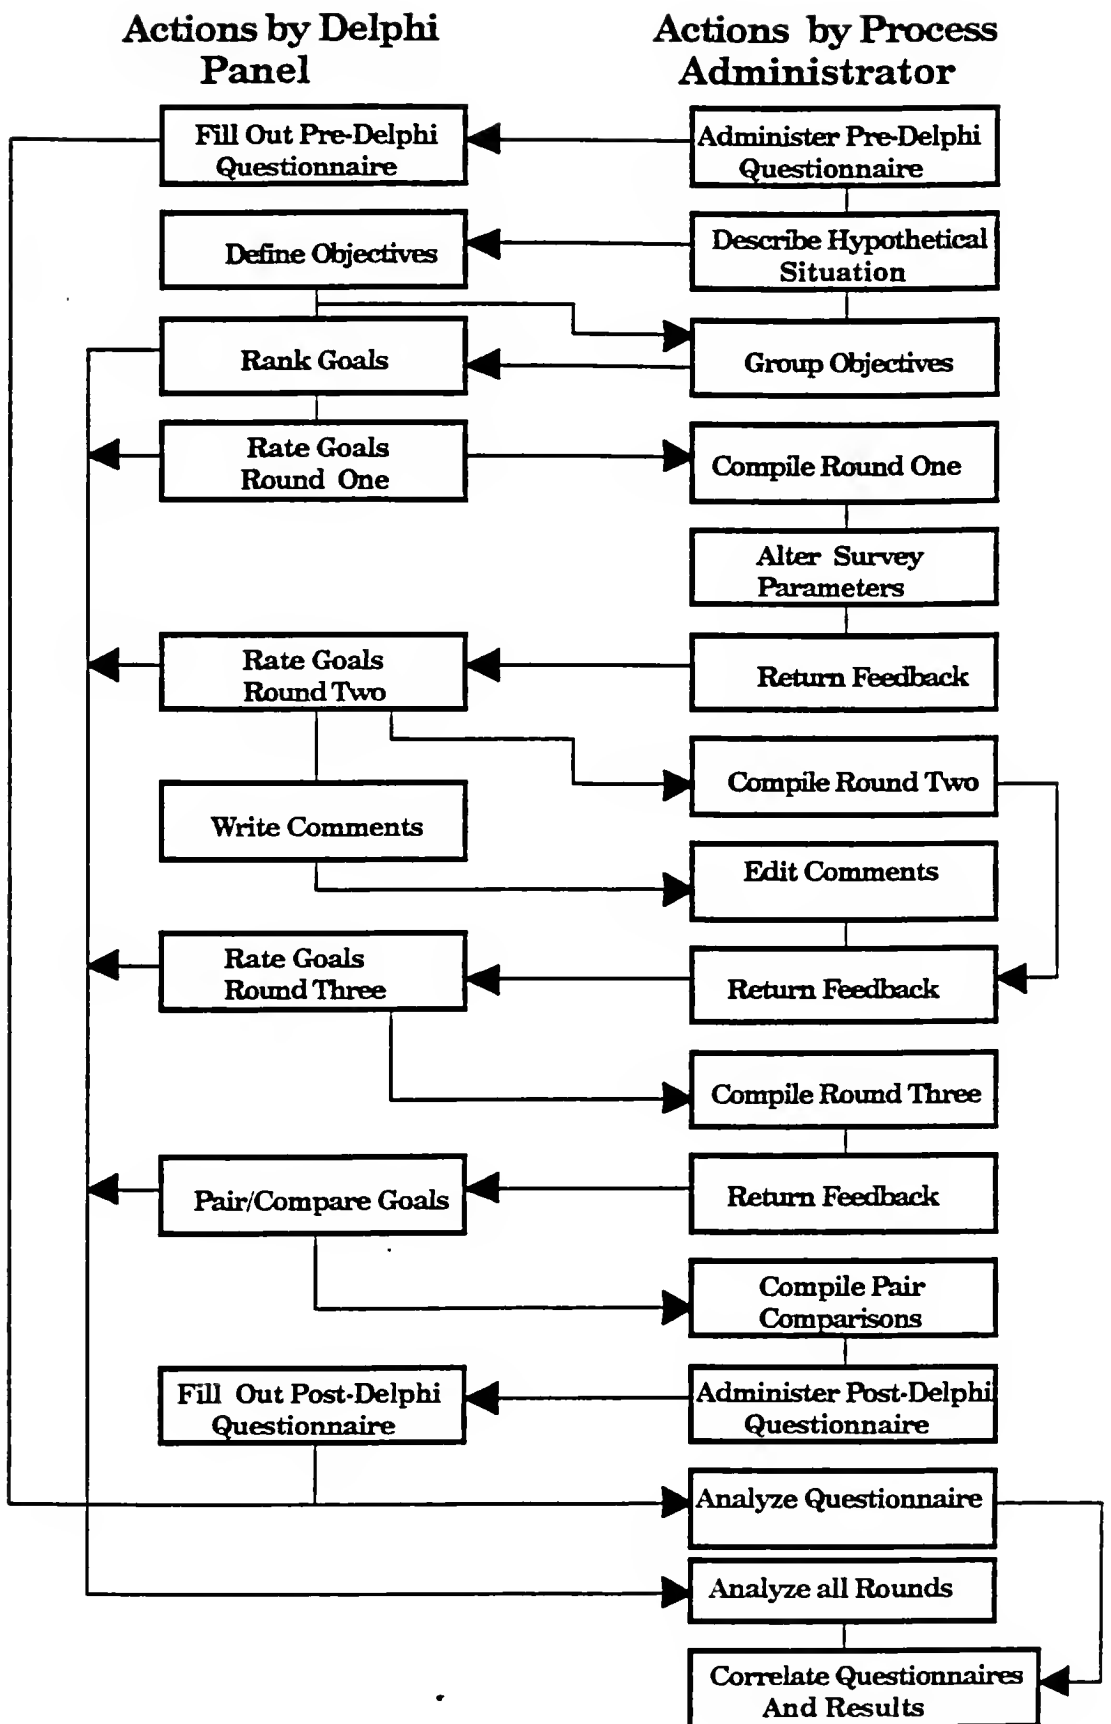 Actions by Delphi
Panel
Actions by Process
Administrator
Fill Out Pre-Delphi
Questionnaire
Administer Pre-Delphi
Questionnaire
Define Objectives
Describe Hypothetical
Situation
Rank Goals
Group Objectives
Rate Goals
Round One
Compile Round One
Alter Survey
Parameters
Rate Goals
Round Two
Return Feedback
Compile Round Two
Write Comments
Edit Comments
Rate Goals
Round Three
Return Feedback
Compile Round Three
Pair/Compare Goals
Return Feedback
Compile Pair
Comparisons
Fill Out Post-Delphi
Questionnaire
Administer Post-Delphi
Questionnaire
Analyze Questionnaire
Analyze all Rounds
Correlate Questionnaires
And Results